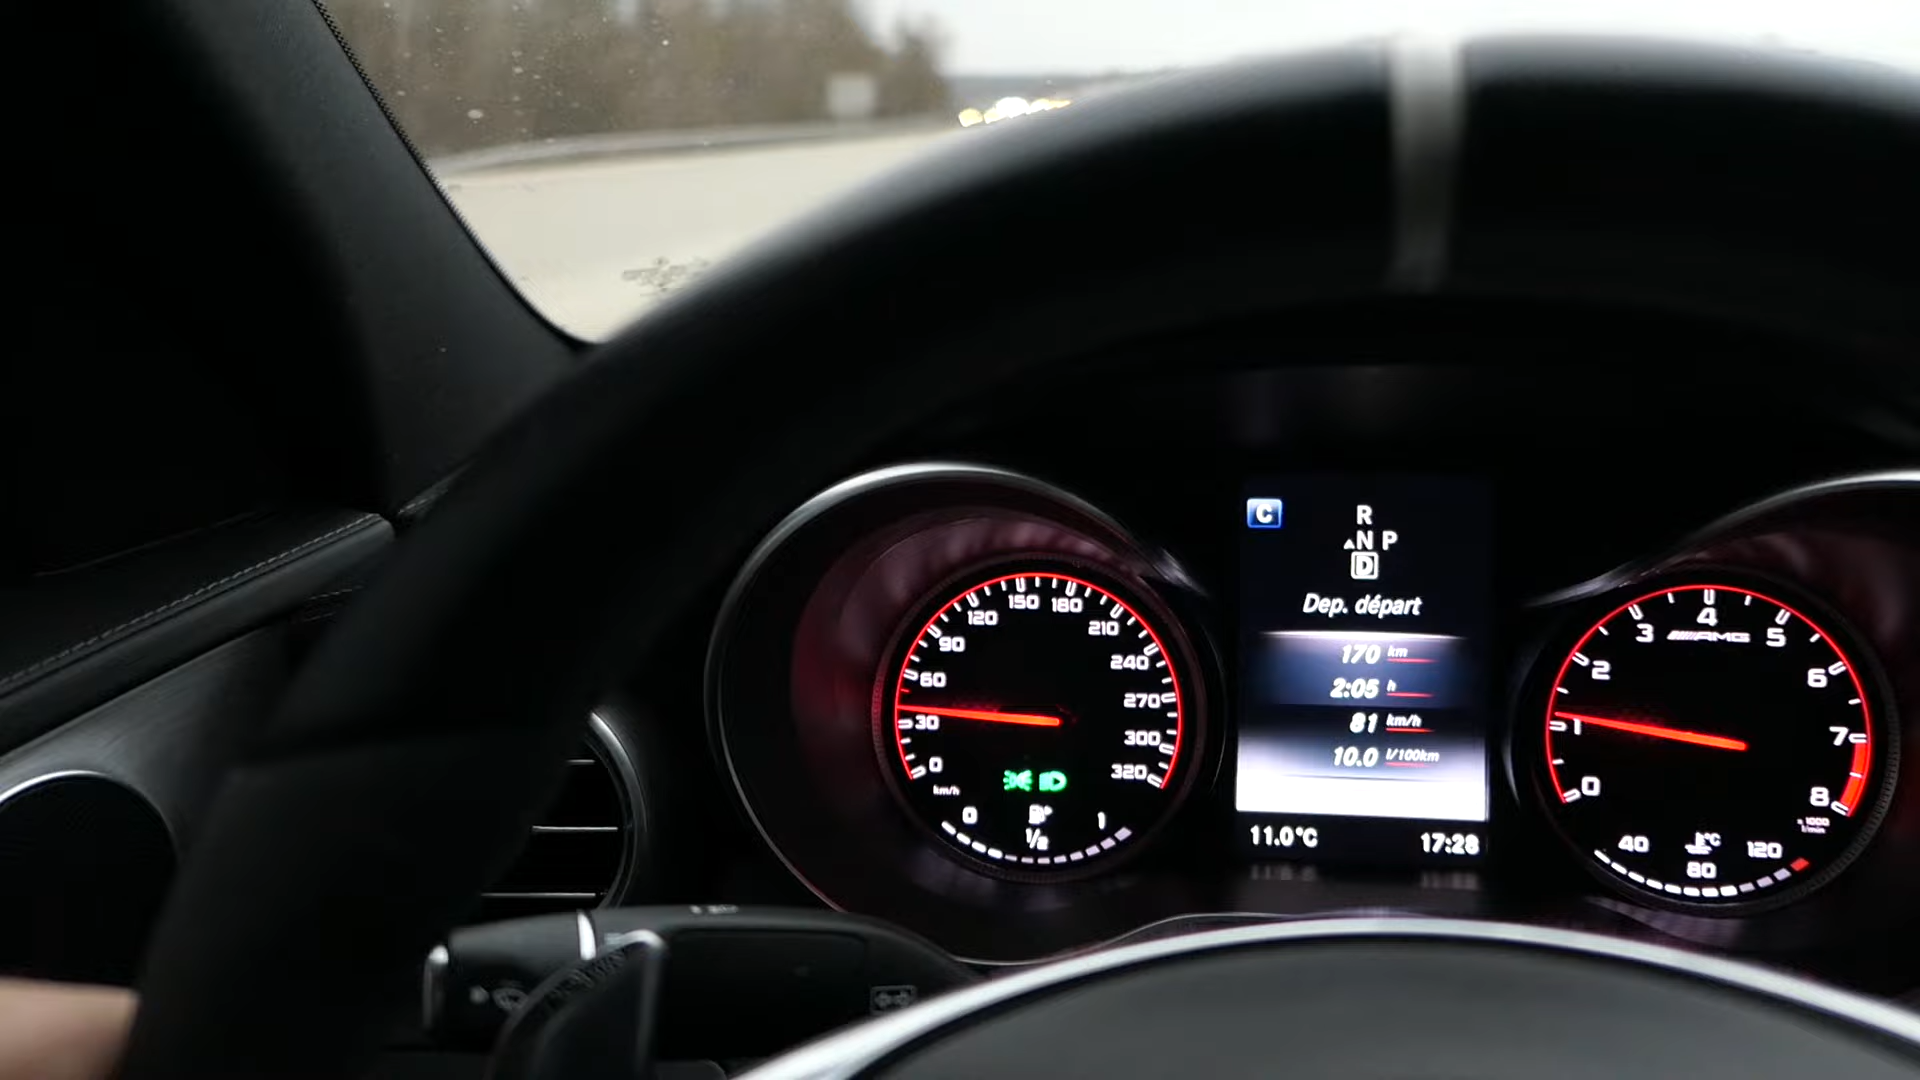 C
R
N P
D
Dep. départ
170 km
2:05 h
81 km/h
10.0 l/100km
11.0°C 17:28
0
30
60
90
120
150
180
210
240
270
300
320
km/h
0 1/2 1
0
1
2
3
4
5
6
7
8
AMG
x 1000
1/min
40 80 120
°C